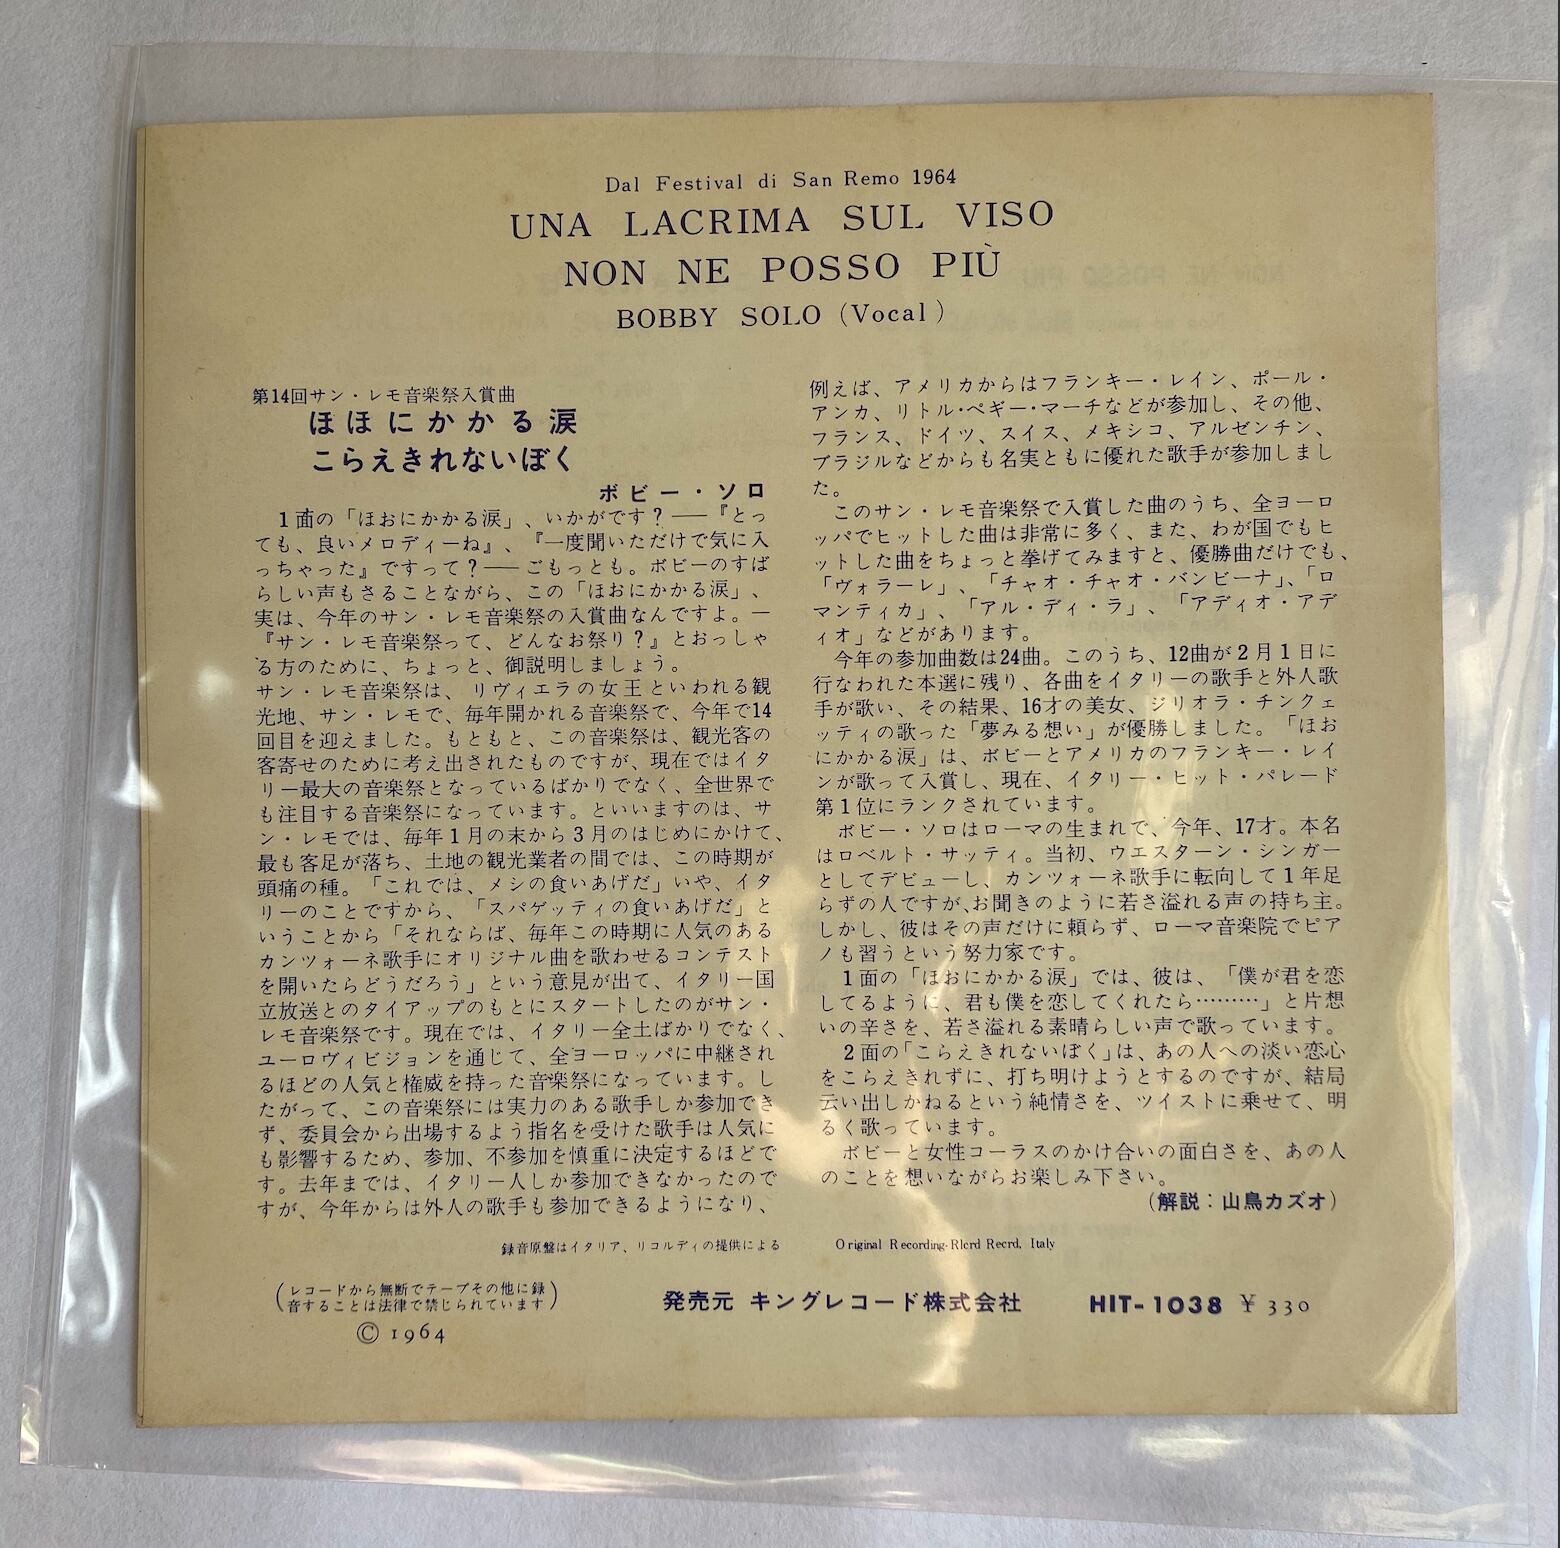 Dal Festival di San Remo 1964
UNA LACRIMA SUL VISO
NON NE POSSO PIÙ
BOBBY SOLO (Vocal)
第14回サン・レモ音楽祭入賞曲
ほほにかかる涙
こらえきれないぼく
ボビー・ソロ
1面の「ほおにかかる涙」、いかがです？──『とっ
ても、良いメロディーね』、『一度聞いただけで気に入
っちゃった』ですって？──ごもっとも。ボビーのすば
らしい声もさることながら、この「ほおにかかる涙」、
実は、今年のサン・レモ音楽祭の入賞曲なんですよ。一
『サン・レモ音楽祭って、どんなお祭り？』とおっしゃ
る方のために、ちょっと、御説明しましょう。
サン・レモ音楽祭は、リヴィエラの女王といわれる観
光地、サン・レモで、毎年開かれる音楽祭で、今年で14
回目を迎えました。もともと、この音楽祭は、観光客の
客寄せのために考え出されたものですが、現在ではイタ
リー最大の音楽祭となっているばかりでなく、全世界で
も注目する音楽祭になっています。といいますのは、サ
ン・レモでは、毎年1月の末から3月のはじめにかけて、
最も客足が落ち、土地の観光業者の間では、この時期が
頭痛の種。「これでは、メシの食いあげだ」いや、イタ
リーのことですから、「スパゲッティの食いあげだ」と
いうことから「それならば、毎年この時期に人気のある
カンツォーネ歌手にオリジナル曲を歌わせるコンテスト
を開いたらどうだろう」という意見が出て、イタリー国
立放送とのタイアップのもとにスタートしたのがサン・
レモ音楽祭です。現在では、イタリー全土ばかりでなく、
ユーロヴィビジョンを通じて、全ヨーロッパに中継され
るほどの人気と権威を持った音楽祭になっています。し
たがって、この音楽祭には実力のある歌手しか参加でき
ず、委員会から出場するよう指名を受けた歌手は人気に
も影響するため、参加、不参加を慎重に決定するほどで
す。去年までは、イタリー人しか参加できなかったので
すが、今年からは外人の歌手も参加できるようになり、
例えば、アメリカからはフランキー・レイン、ポール・
アンカ、リトル・ペギー・マーチなどが参加し、その他、
フランス、ドイツ、スイス、メキシコ、アルゼンチン、
ブラジルなどからも名実ともに優れた歌手が参加しまし
た。
このサン・レモ音楽祭で入賞した曲のうち、全ヨーロ
ッパでヒットした曲は非常に多く、また、わが国でもヒ
ットした曲をちょっと挙げてみますと、優勝曲だけでも、
「ヴォラーレ」、「チャオ・チャオ・バンビーナ」、「ロ
マンティカ」、「アル・ディ・ラ」、「アディオ・アデ
ィオ」などがあります。
今年の参加曲数は24曲。このうち、12曲が2月1日に
行なわれた本選に残り、各曲をイタリーの歌手と外人歌
手が歌い、その結果、16才の美女、ジリオラ・チンクェ
ッティの歌った「夢みる想い」が優勝しました。「ほお
にかかる涙」は、ボビーとアメリカのフランキー・レイ
ンが歌って入賞し、現在、イタリー・ヒット・パレード
第1位にランクされています。
ボビー・ソロはローマの生まれで、今年、17才。本名
はロベルト・サッティ。当初、ウエスターン・シンガー
としてデビューし、カンツォーネ歌手に転向して1年足
らずの人ですが、お聞きのように若さ溢れる声の持ち主。
しかし、彼はその声だけに頼らず、ローマ音楽院でピア
ノも習うという努力家です。
1面の「ほおにかかる涙」では、彼は、「僕が君を恋
してるように、君も僕を恋してくれたら………」と片想
いの辛さを、若さ溢れる素晴らしい声で歌っています。
2面の「こらえきれないぼく」は、あの人への淡い恋心
をこらえきれずに、打ち明けようとするのですが、結局
云い出しかねるという純情さを、ツイストに乗せて、明
るく歌っています。
ボビーと女性コーラスのかけ合いの面白さを、あの人
のことを想いながらお楽しみ下さい。
（解説：山鳥カズオ）
録音原盤はイタリア、リコルディの提供による Original Recording-Rlcrd Recrd, Italy
（レコードから無断でテープその他に録
音することは法律で禁じられています）
発売元 キングレコード株式会社 HIT-1038 ¥330
© 1964